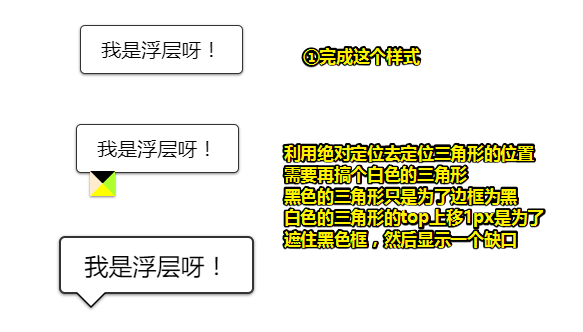 我是浮层呀！
①完成这个样式
我是浮层呀！
利用绝对定位去定位三角形的位置
需要再搞个白色的三角形
黑色的三角形只是为了边框为黑
白色的三角形的top上移1px是为了
遮住黑色框，然后显示一个缺口
我是浮层呀！